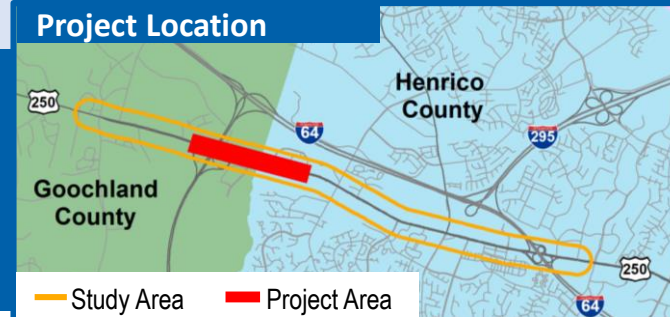 Project Location
Henrico
County
250
64
295
Goochland
County
250
64
Study Area
Project Area